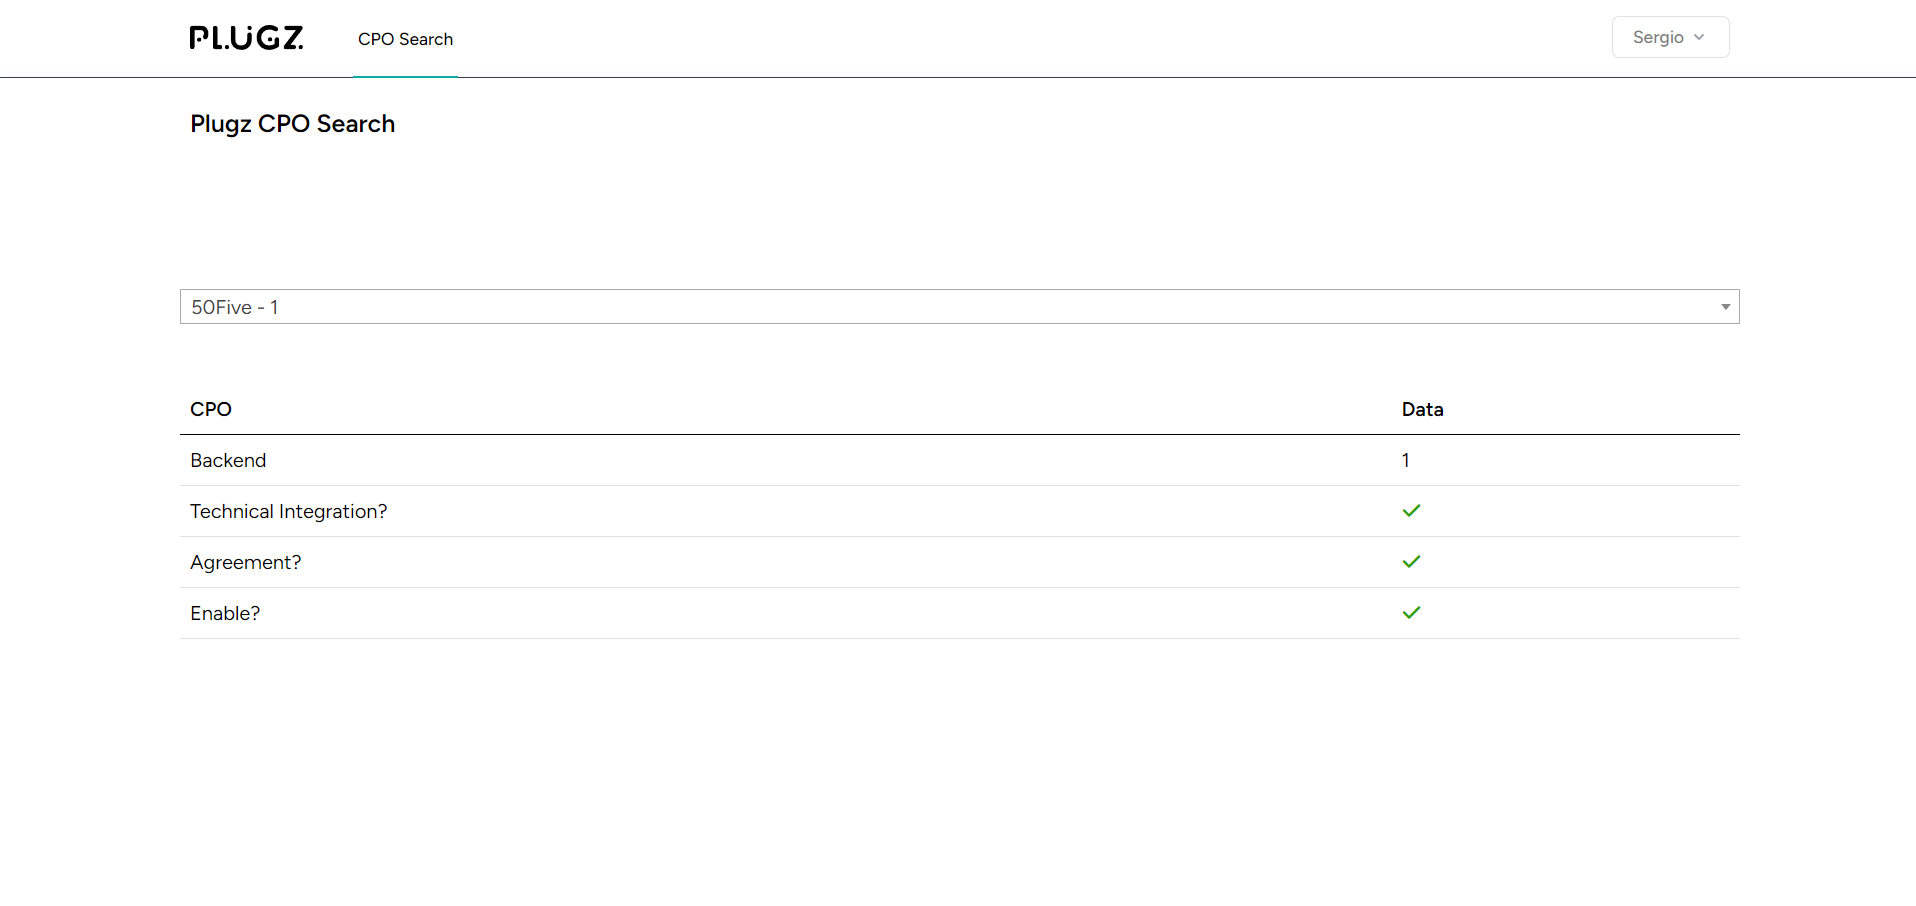 PLUGZ.
CPO Search
Sergio
Plugz CPO Search
50Five - 1
CPO Data
Backend 1
Technical Integration?
Agreement?
Enable?